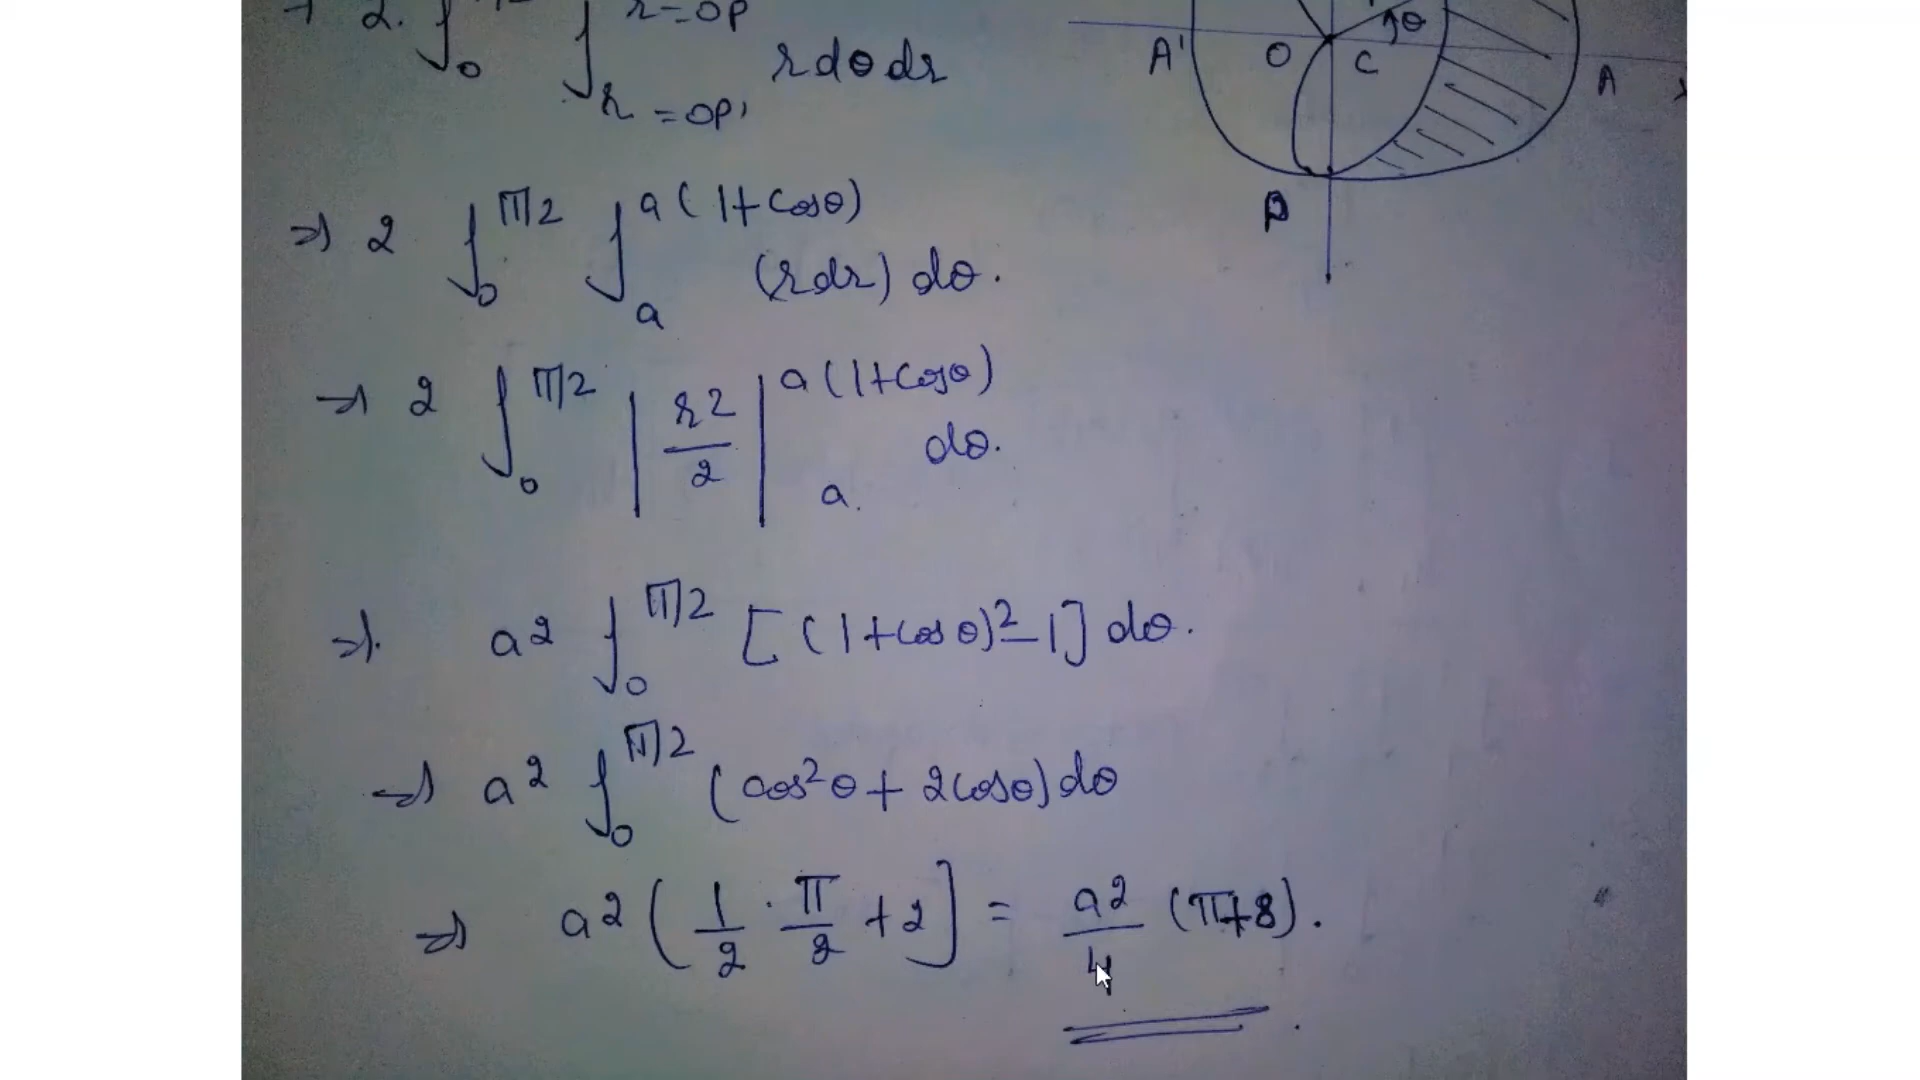 → 2. ∫₀ ∫_{r=OP'}^{r=OP} r dθ dr
A' O C θ A
B
⇒ 2 ∫₀^{π/2} ∫ₐ^{a(1+cosθ)} (r dr) dθ.
→ 2 ∫₀^{π/2} | r²/2 |ₐ^{a(1+cosθ)} dθ.
⇒. a² ∫₀^{π/2} [(1+cosθ)² – 1] dθ.
→ a² ∫₀^{π/2} (cos²θ + 2cosθ) dθ
⇒ a² ( 1/2 · π/2 + 2 ] = a²/4 (π+8).